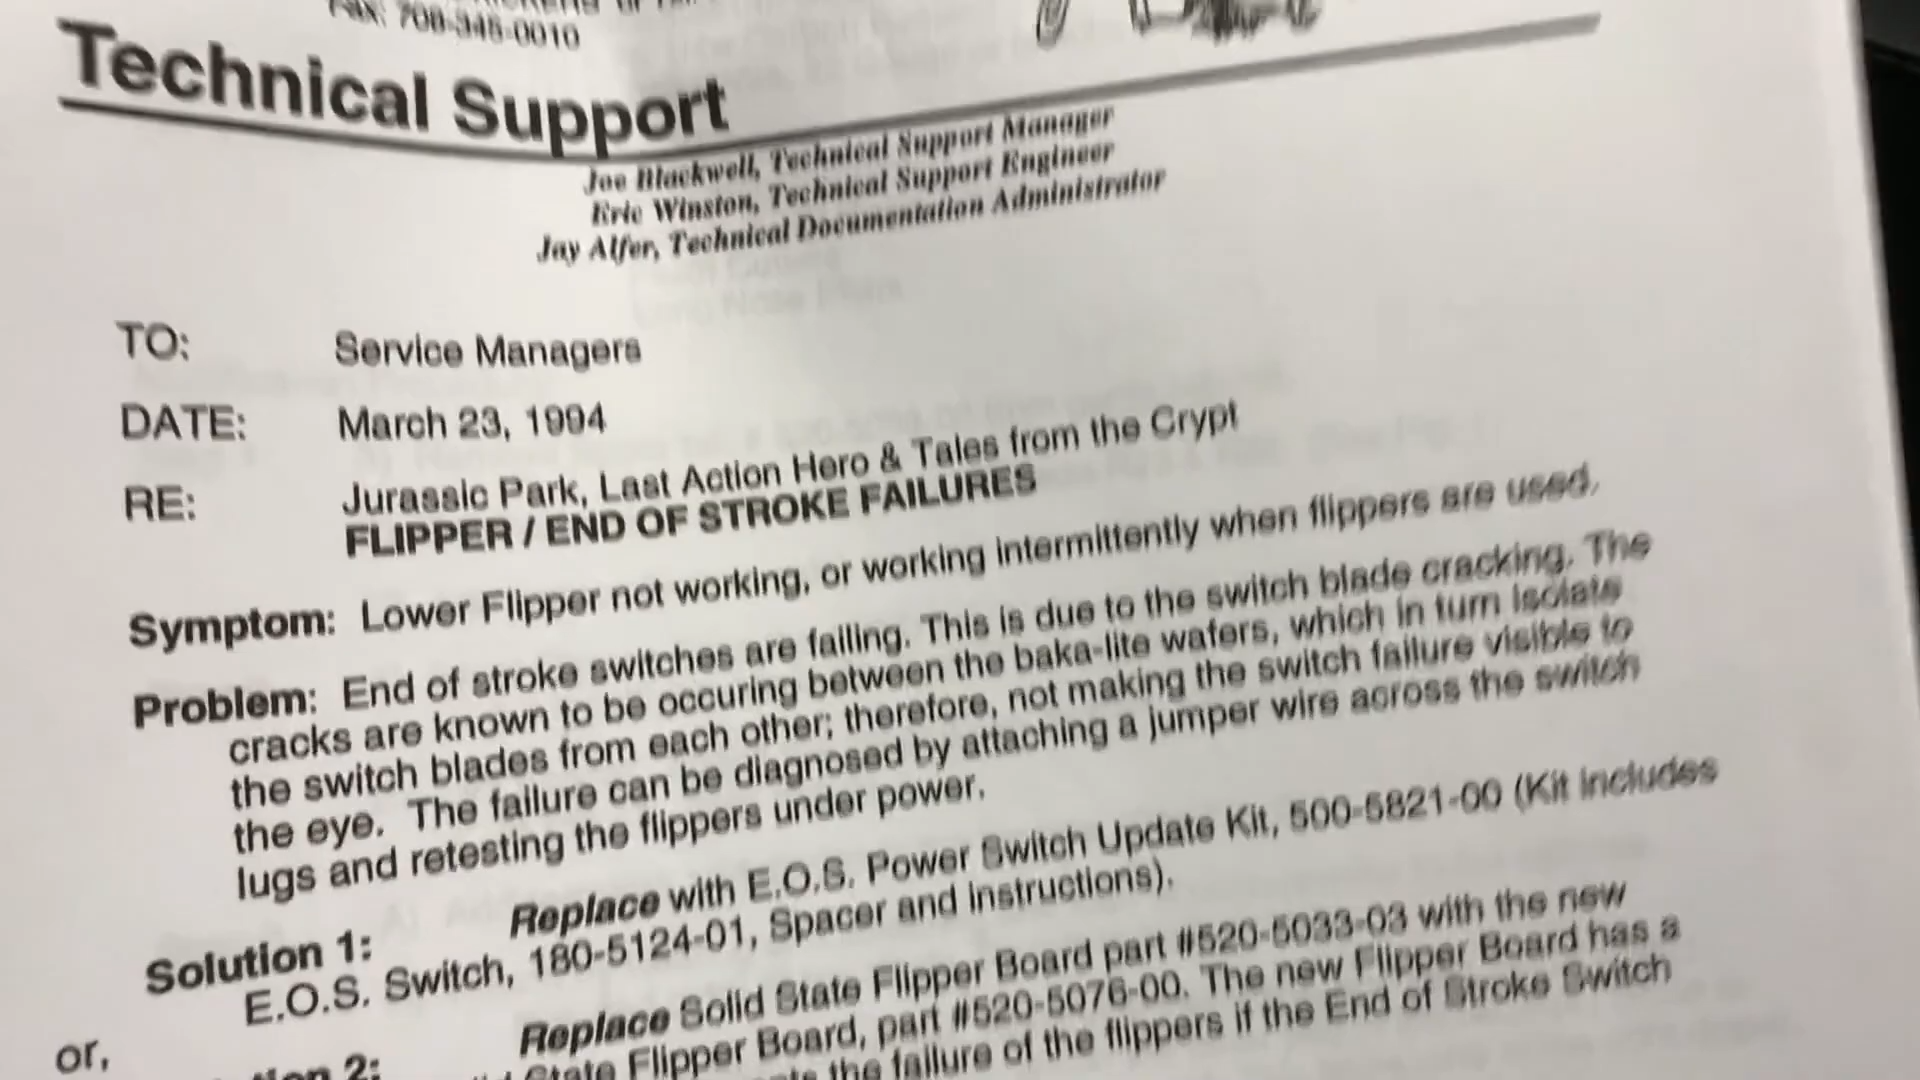 Fax: 708-345-0010
Technical Support
Joe Blackwell, Technical Support Manager
Eric Winston, Technical Support Engineer
Jay Alfer, Technical Documentation Administrator
TO: Service Managers
DATE: March 23, 1994
RE: Jurassic Park, Last Action Hero & Tales from the Crypt
FLIPPER / END OF STROKE FAILURES
Symptom: Lower Flipper not working, or working intermittently when flippers are used.
Problem: End of stroke switches are failing. This is due to the switch blade cracking. The
cracks are known to be occuring between the baka-lite wafers, which in turn isolate
the switch blades from each other; therefore, not making the switch failure visible to
the eye. The failure can be diagnosed by attaching a jumper wire across the switch
lugs and retesting the flippers under power.
Solution 1: Replace with E.O.S. Power Switch Update Kit, 500-5821-00 (Kit includes
E.O.S. Switch, 180-5124-01, Spacer and instructions).
or,
2: Replace Solid State Flipper Board part #520-5033-03 with the new
State Flipper Board, part #520-5076-00. The new Flipper Board has a
the failure of the flippers if the End of Stroke Switch